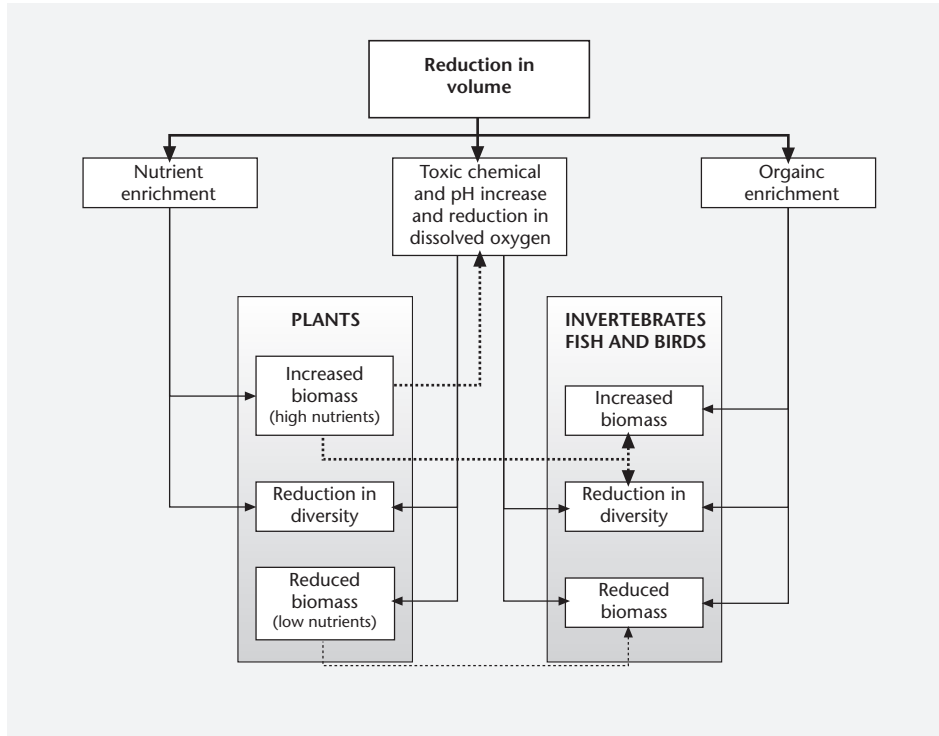 Reduction in
volume
Nutrient
enrichment
Toxic chemical
and pH increase
and reduction in
dissolved oxygen
Orgainc
enrichment
PLANTS
Increased
biomass
(high nutrients)
Reduction in
diversity
Reduced
biomass
(low nutrients)
INVERTEBRATES
FISH AND BIRDS
Increased
biomass
Reduction in
diversity
Reduced
biomass